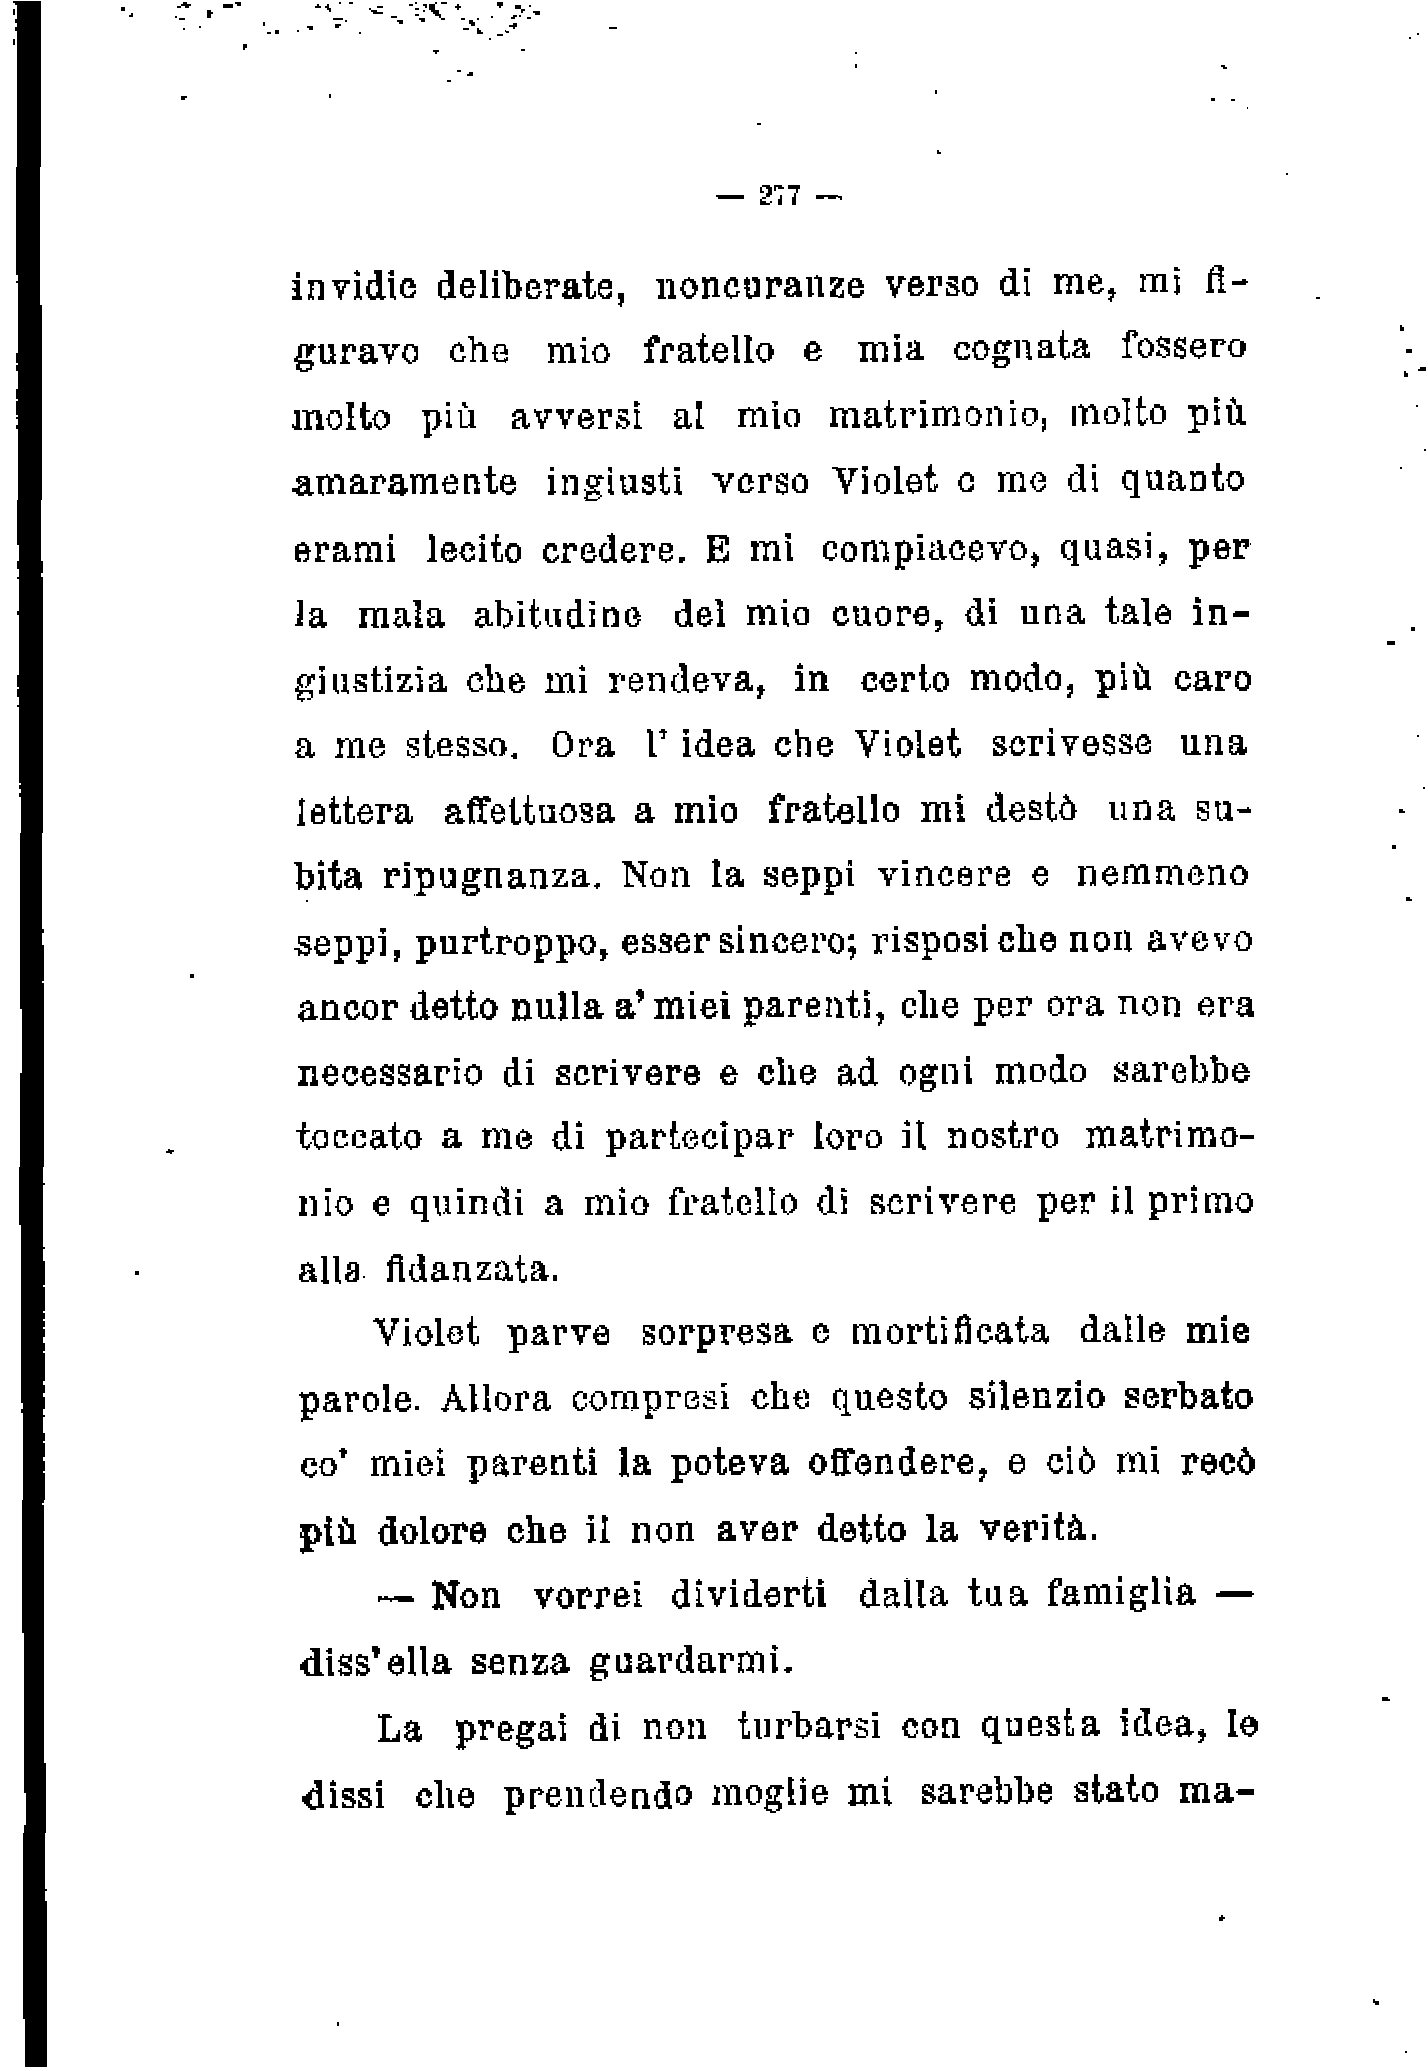 — 277 —
invidie deliberate, noncuranze verso di me, mi fi-
guravo che mio fratello e mia cognata fossero
molto più avversi al mio matrimonio, molto più
amaramente ingiusti verso Violet e me di quanto
erami lecito credere. E mi compiacevo, quasi, per
la mala abitudine del mio cuore, di una tale in-
giustizia che mi rendeva, in certo modo, più caro
a me stesso. Ora l' idea che Violet scrivesse una
lettera affettuosa a mio fratello mi destò una su-
bita ripugnanza. Non la seppi vincere e nemmeno
seppi, purtroppo, esser sincero; risposi che non avevo
ancor detto nulla a' miei parenti, che per ora non era
necessario di scrivere e che ad ogni modo sarebbe
toccato a me di partecipar loro il nostro matrimo-
nio e quindi a mio fratello di scrivere per il primo
alla fidanzata.
Violet parve sorpresa e mortificata dalle mie
parole. Allora compresi che questo silenzio serbato
co' miei parenti la poteva offendere, e ciò mi recò
più dolore che il non aver detto la verità.
— Non vorrei dividerti dalla tua famiglia —
diss'ella senza guardarmi.
La pregai di non turbarsi con questa idea, le
dissi che prendendo moglie mi sarebbe stato ma-